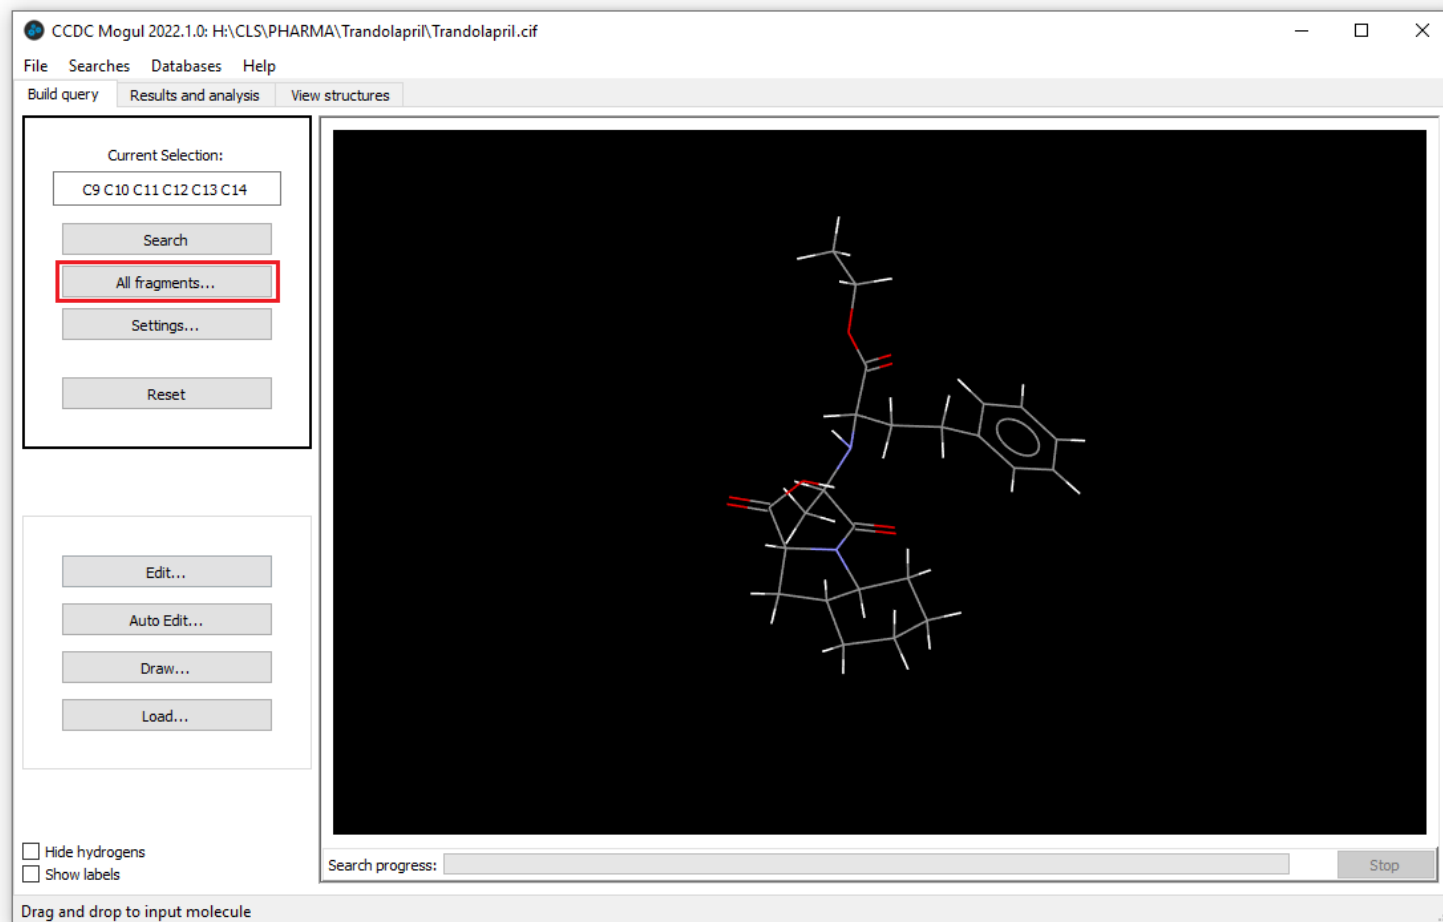 CCDC Mogul 2022.1.0: H:\CLS\PHARMA\Trandolapril\Trandolapril.cif
File Searches Databases Help
Build query Results and analysis View structures
Current Selection:
C9 C10 C11 C12 C13 C14
Search
All fragments...
Settings...
Reset
Edit...
Auto Edit...
Draw...
Load...
Hide hydrogens
Show labels
Search progress:
Stop
Drag and drop to input molecule